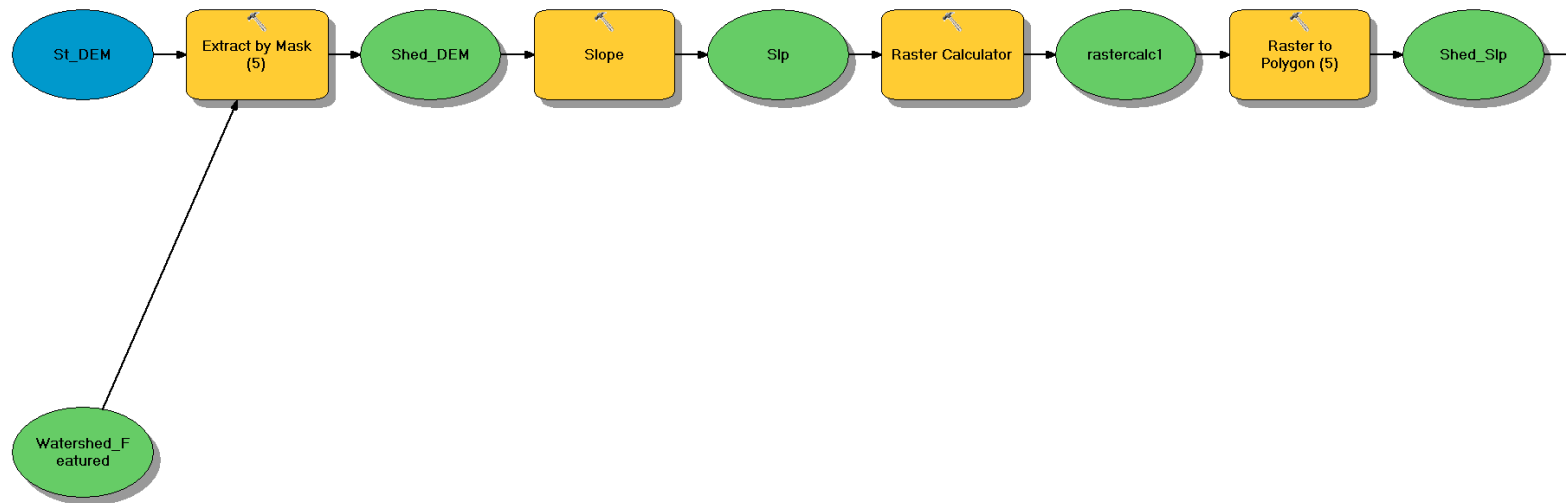 St_DEM
Extract by Mask
(5)
Shed_DEM
Slope
Slp
Raster Calculator
rastercalc1
Raster to
Polygon (5)
Shed_Slp
Watershed_F
eatured